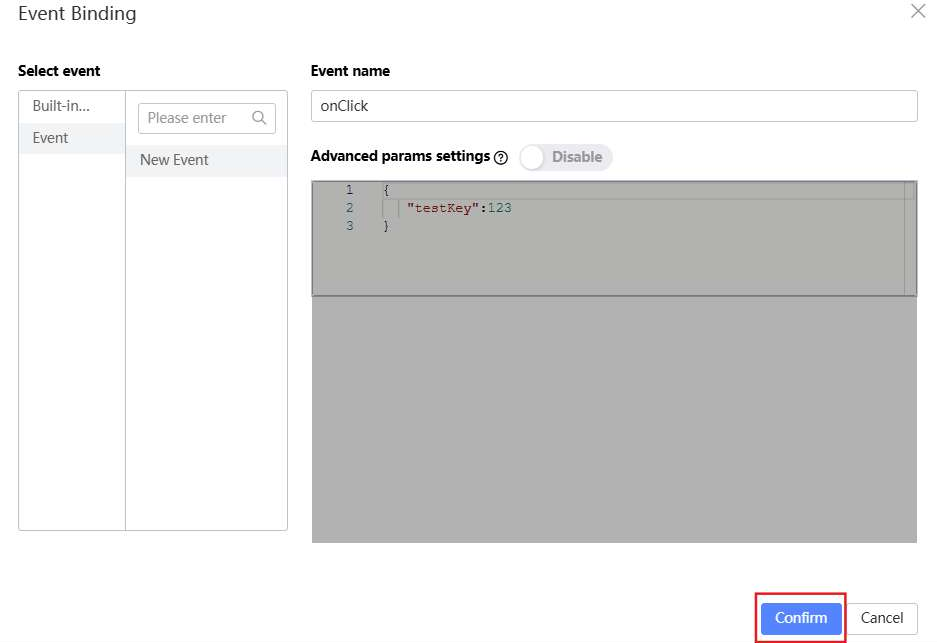 Event Binding
Select event
Built-in...
Event
Please enter
New Event
Event name
onClick
Advanced params settings ? Disable
1 {
2 "testKey":123
3 }
Confirm Cancel